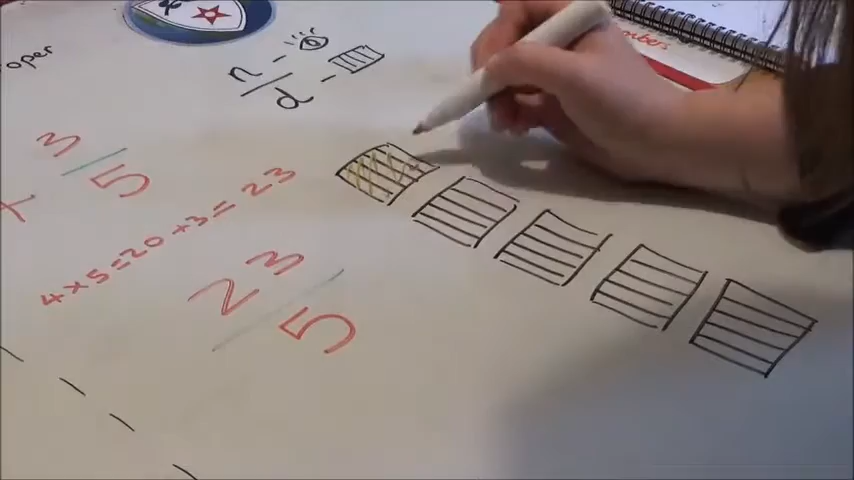 oper
n -
d -
+ 3/5
4 x 5 = 20 + 3 = 23
23/5
mbers